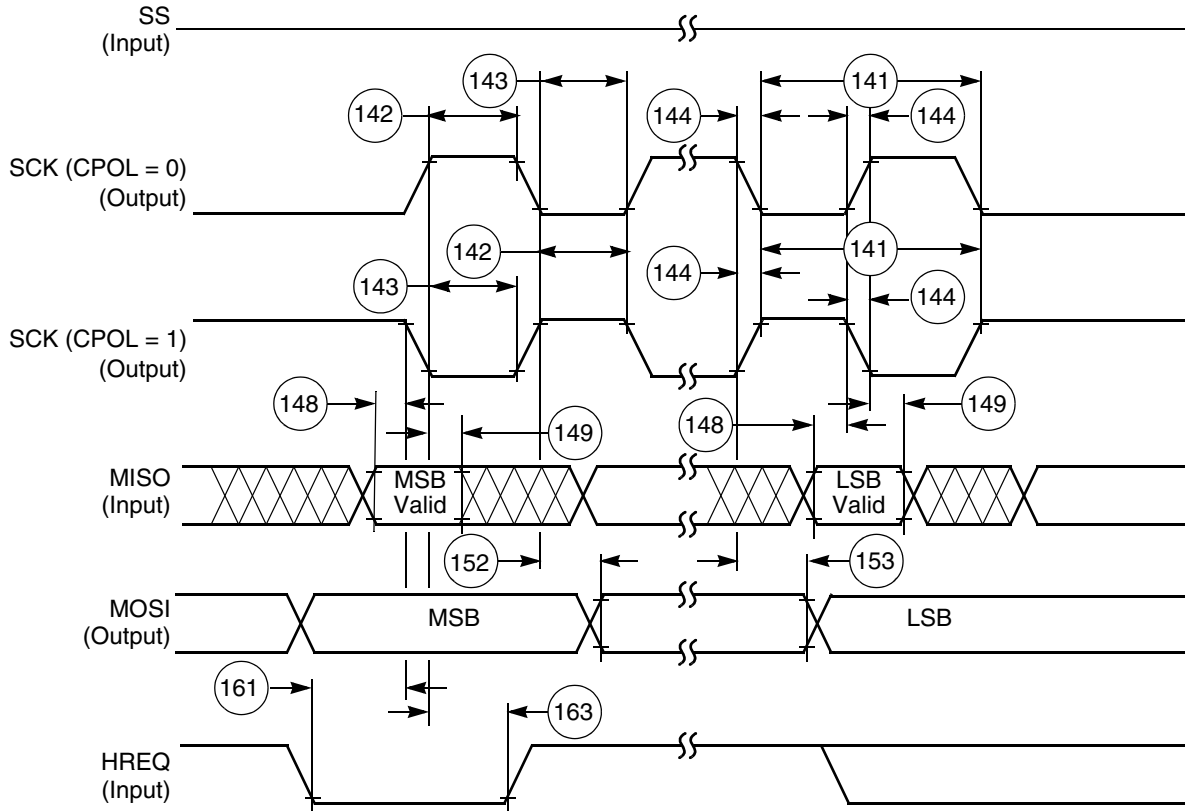 SS
(Input)
143
141
142
144
144
SCK (CPOL = 0)
(Output)
142
141
143
144
144
SCK (CPOL = 1)
(Output)
148
149
148
149
MISO
(Input)
MSB
Valid
LSB
Valid
152
153
MOSI
(Output)
MSB
LSB
161
163
HREQ
(Input)